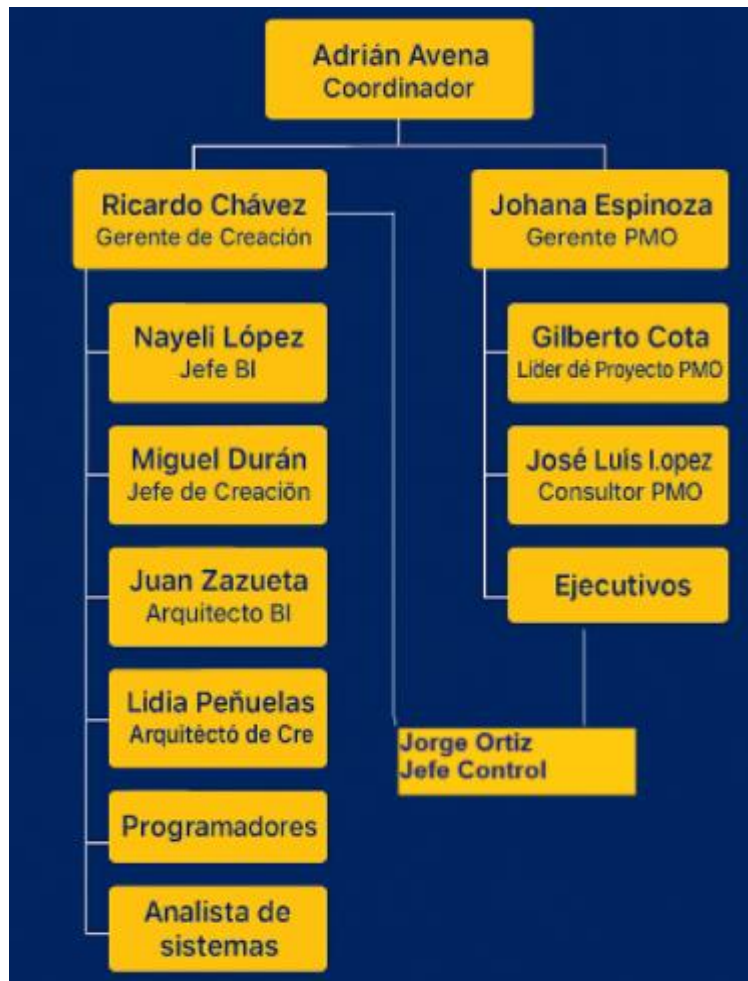 Adrián Avena
Coordinador
Ricardo Chávez
Gerente de Creación
Johana Espinoza
Gerente PMO
Nayeli López
Jefe BI
Gilberto Cota
Líder dé Proyecto PMO
Miguel Durán
Jefe de Creación
José Luis Lopez
Consultor PMO
Juan Zazueta
Arquitecto BI
Ejecutivos
Lidia Peñuelas
Arquitéctó de Cre
Jorge Ortiz
Jefe Control
Programadores
Analista de
sistemas